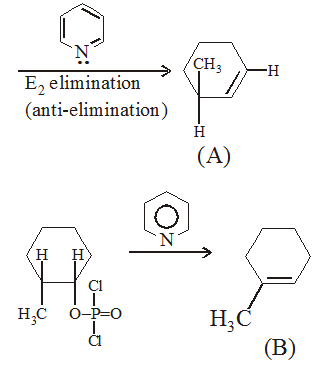 N̈
E₂ elimination
(anti-elimination)
CH₃
H
H
(A)
N
H H
Cl
H₃C O–P=O
Cl
H₃C
(B)